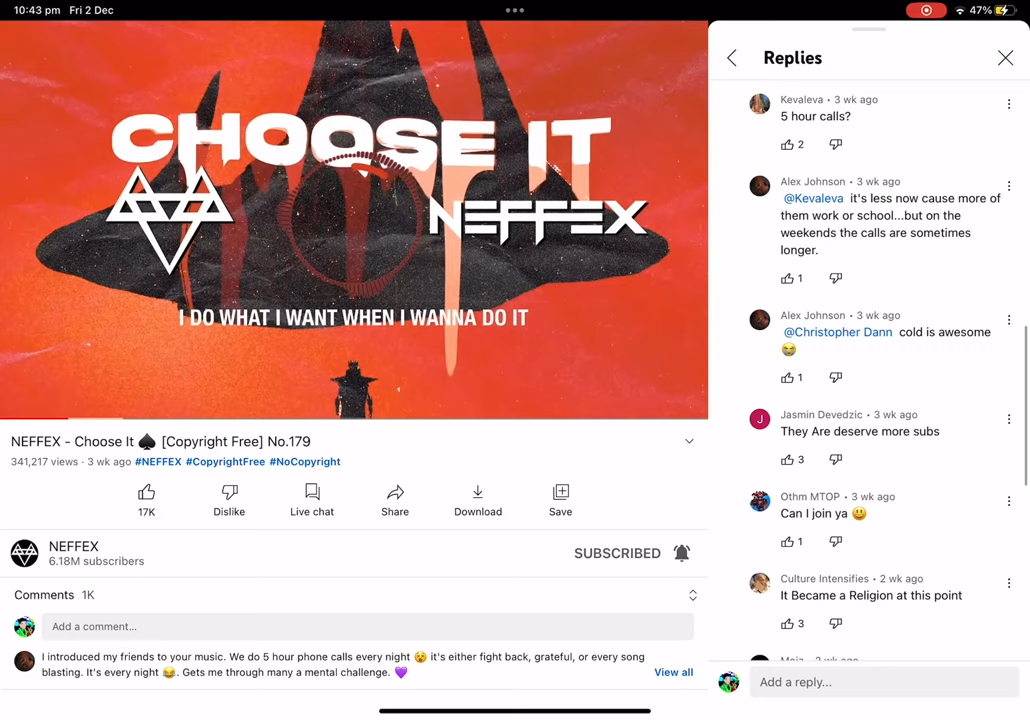 10:43 pm Fri 2 Dec
47%
CHOOSE IT
NEFFEX
I DO WHAT I WANT WHEN I WANNA DO IT
NEFFEX - Choose It ♠️ [Copyright Free] No.179
341,217 views · 3 wk ago #NEFFEX #CopyrightFree #NoCopyright
17K Dislike Live chat Share Download Save
NEFFEX
6.18M subscribers
SUBSCRIBED
Comments 1K
Add a comment...
I introduced my friends to your music. We do 5 hour phone calls every night 😵 it's either fight back, grateful, or every song
blasting. It's every night 😂. Gets me through many a mental challenge. 💜
View all
Replies
Kevaleva • 3 wk ago
5 hour calls?
2
Alex Johnson • 3 wk ago
@Kevaleva it's less now cause more of
them work or school...but on the
weekends the calls are sometimes
longer.
1
Alex Johnson • 3 wk ago
@Christopher Dann cold is awesome
😂
1
J
Jasmin Devedzic • 3 wk ago
They Are deserve more subs
3
Othm MTOP • 3 wk ago
Can I join ya 😃
1
Culture Intensifies • 2 wk ago
It Became a Religion at this point
3
Add a reply...